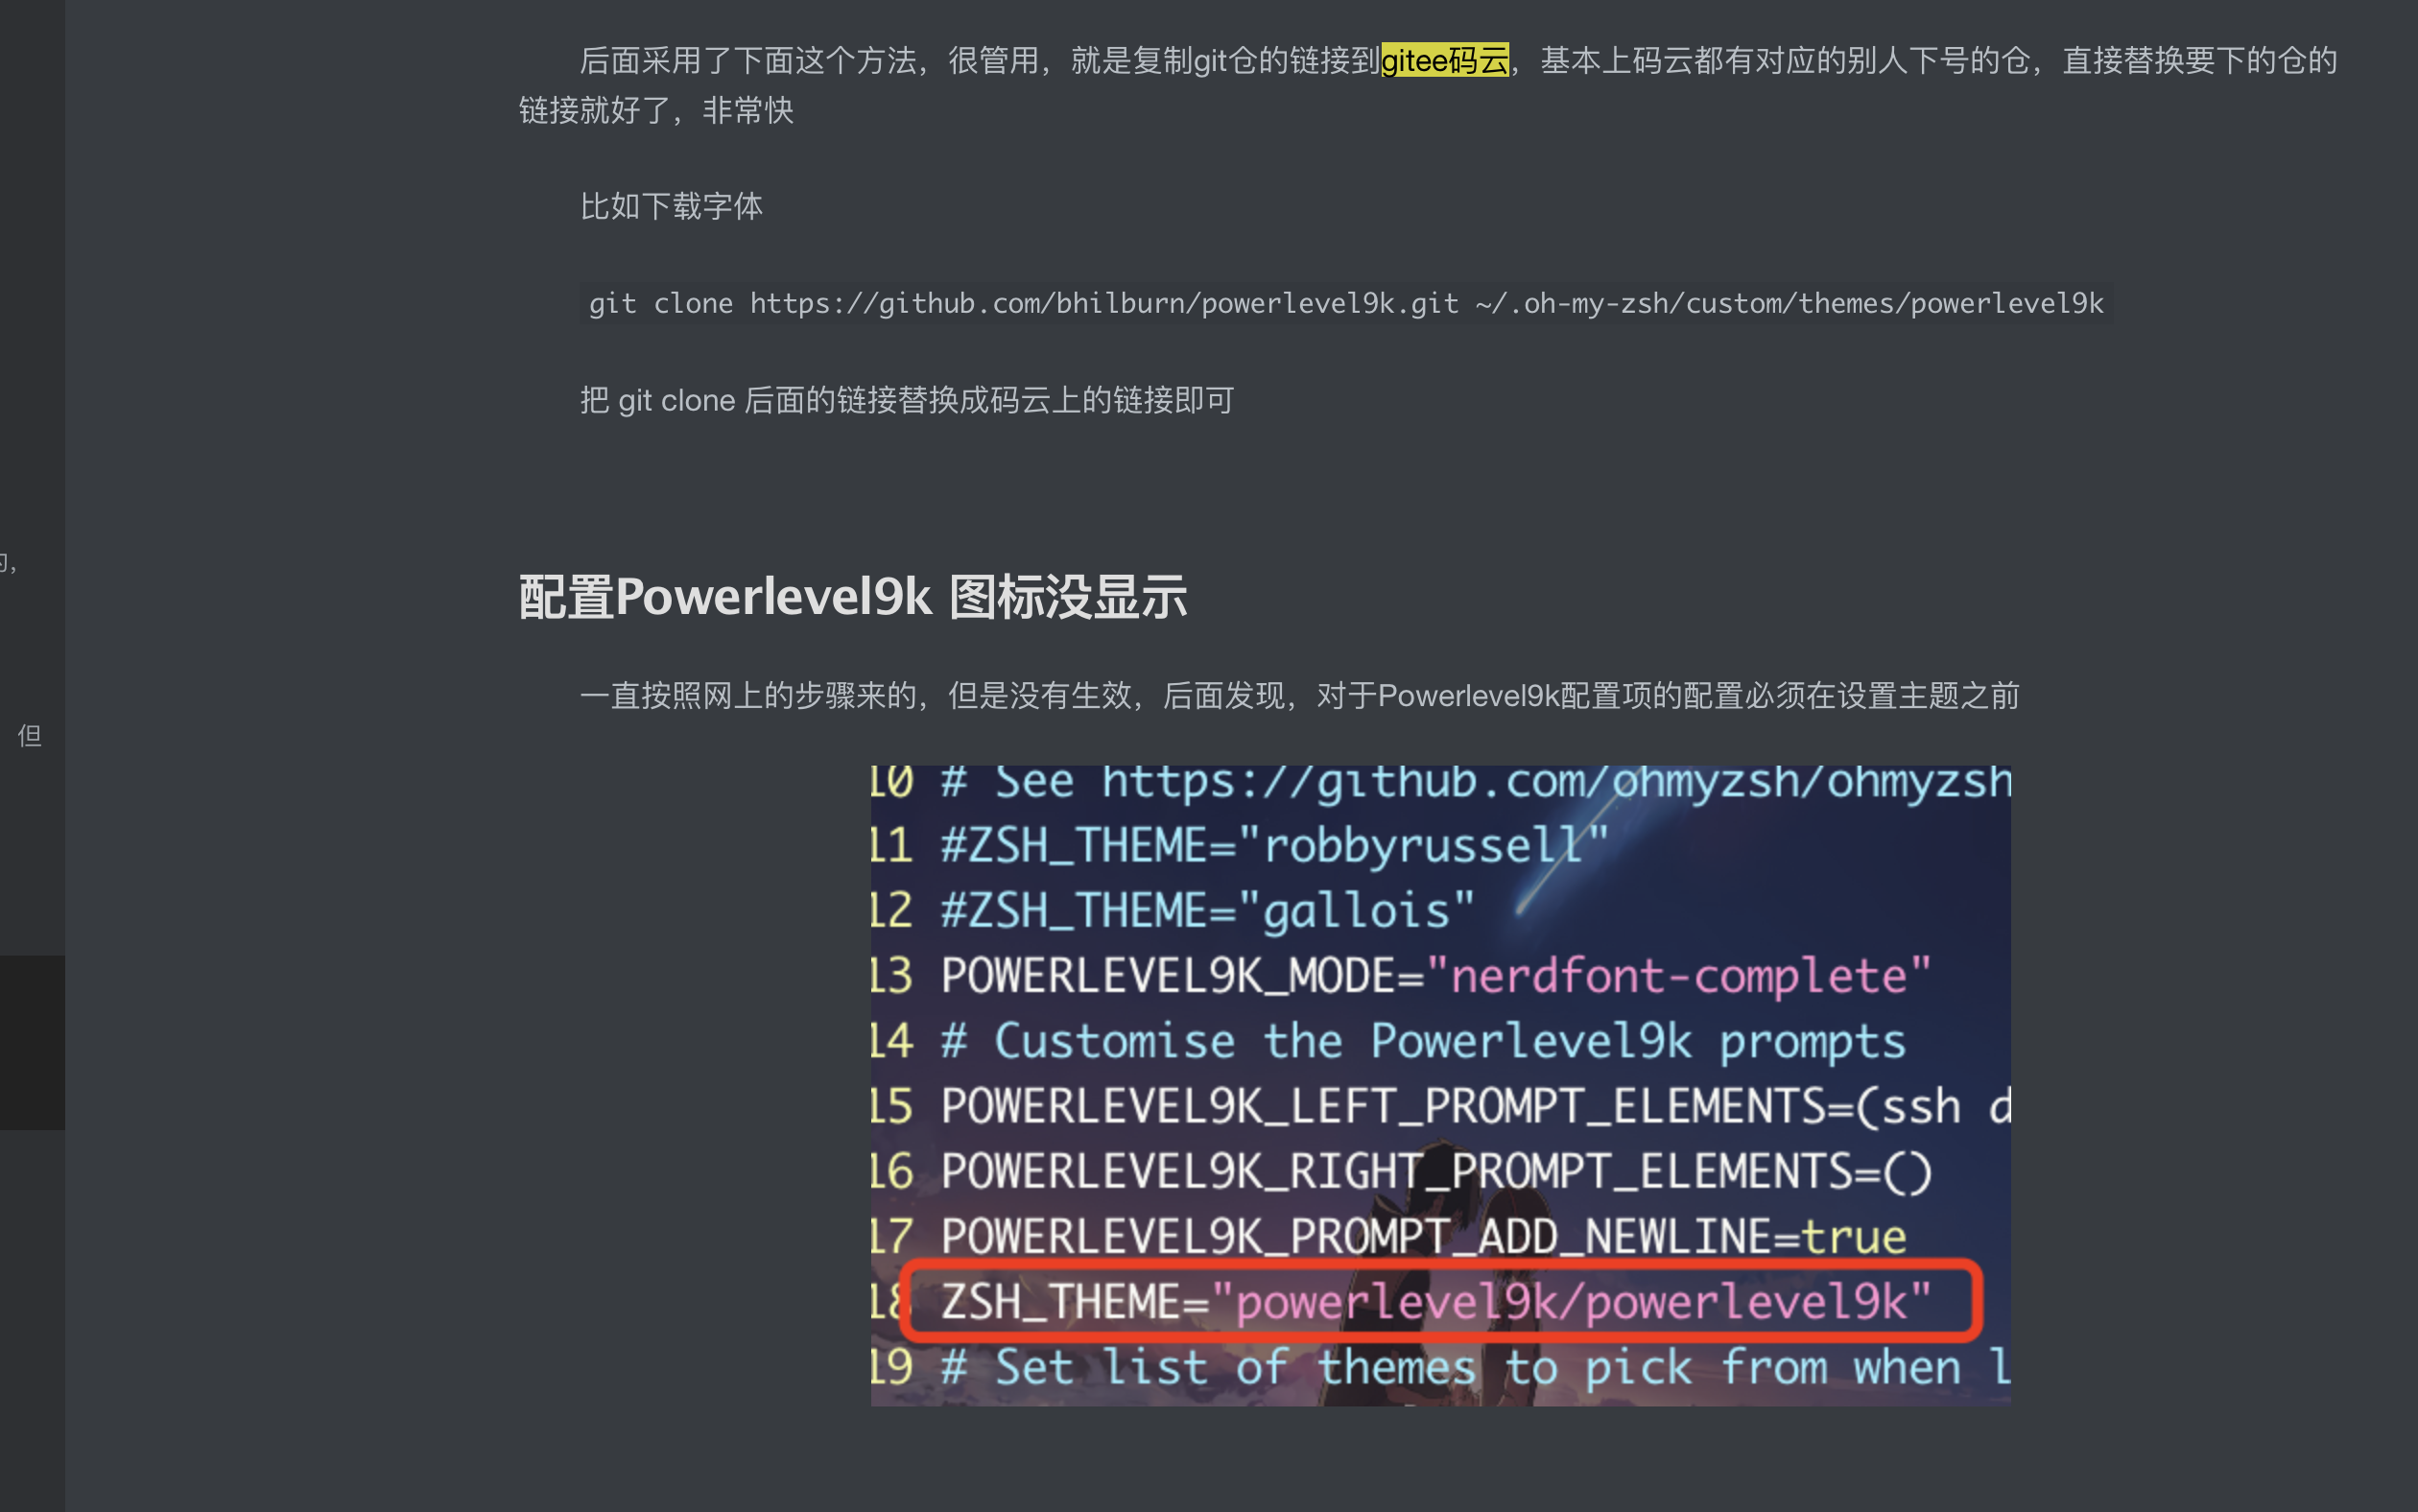 后面采用了下面这个方法，很管用，就是复制git仓的链接到gitee码云，基本上码云都有对应的别人下号的仓，直接替换要下的仓的
链接就好了，非常快
比如下载字体
git clone https://github.com/bhilburn/powerlevel9k.git ~/.oh-my-zsh/custom/themes/powerlevel9k
把 git clone 后面的链接替换成码云上的链接即可
的，
配置Powerlevel9k 图标没显示
一直按照网上的步骤来的，但是没有生效，后面发现，对于Powerlevel9k配置项的配置必须在设置主题之前
但
10 # See https://github.com/ohmyzsh/ohmyzsh
11 #ZSH_THEME="robbyrussell"
12 #ZSH_THEME="gallois"
13 POWERLEVEL9K_MODE="nerdfont-complete"
14 # Customise the Powerlevel9k prompts
15 POWERLEVEL9K_LEFT_PROMPT_ELEMENTS=(ssh d
16 POWERLEVEL9K_RIGHT_PROMPT_ELEMENTS=()
17 POWERLEVEL9K_PROMPT_ADD_NEWLINE=true
18 ZSH_THEME="powerlevel9k/powerlevel9k"
19 # Set list of themes to pick from when l